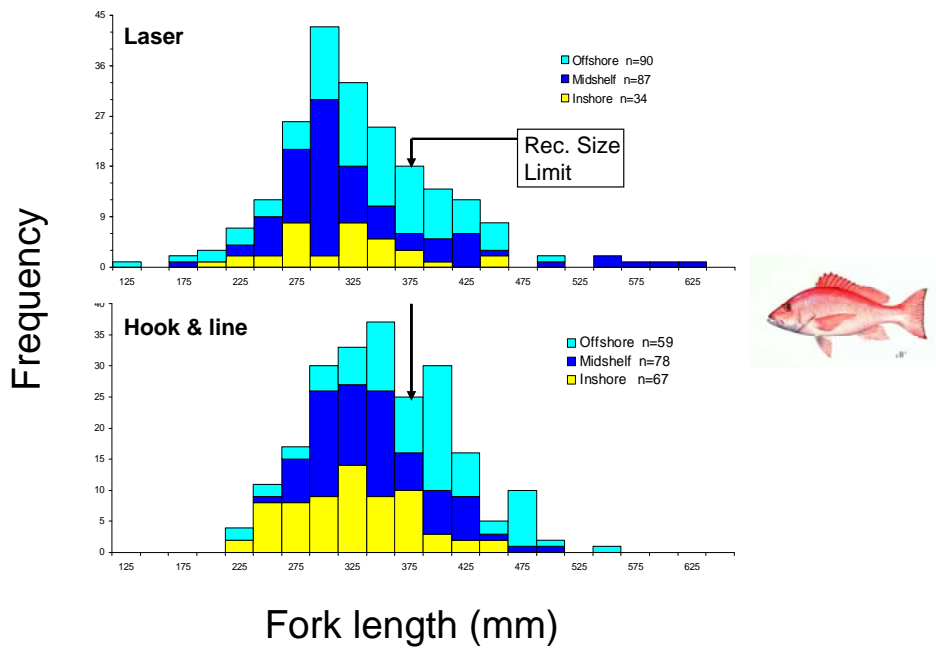 Laser
45
36
27
18
9
0
Offshore n=90
Midshelf n=87
Inshore n=34
Rec. Size
Limit
125 175 225 275 325 375 425 475 525 575 625
Frequency
Hook & line
40
35
30
25
20
15
10
5
0
Offshore n=59
Midshelf n=78
Inshore n=67
125 175 225 275 325 375 425 475 525 575 625
Fork length (mm)